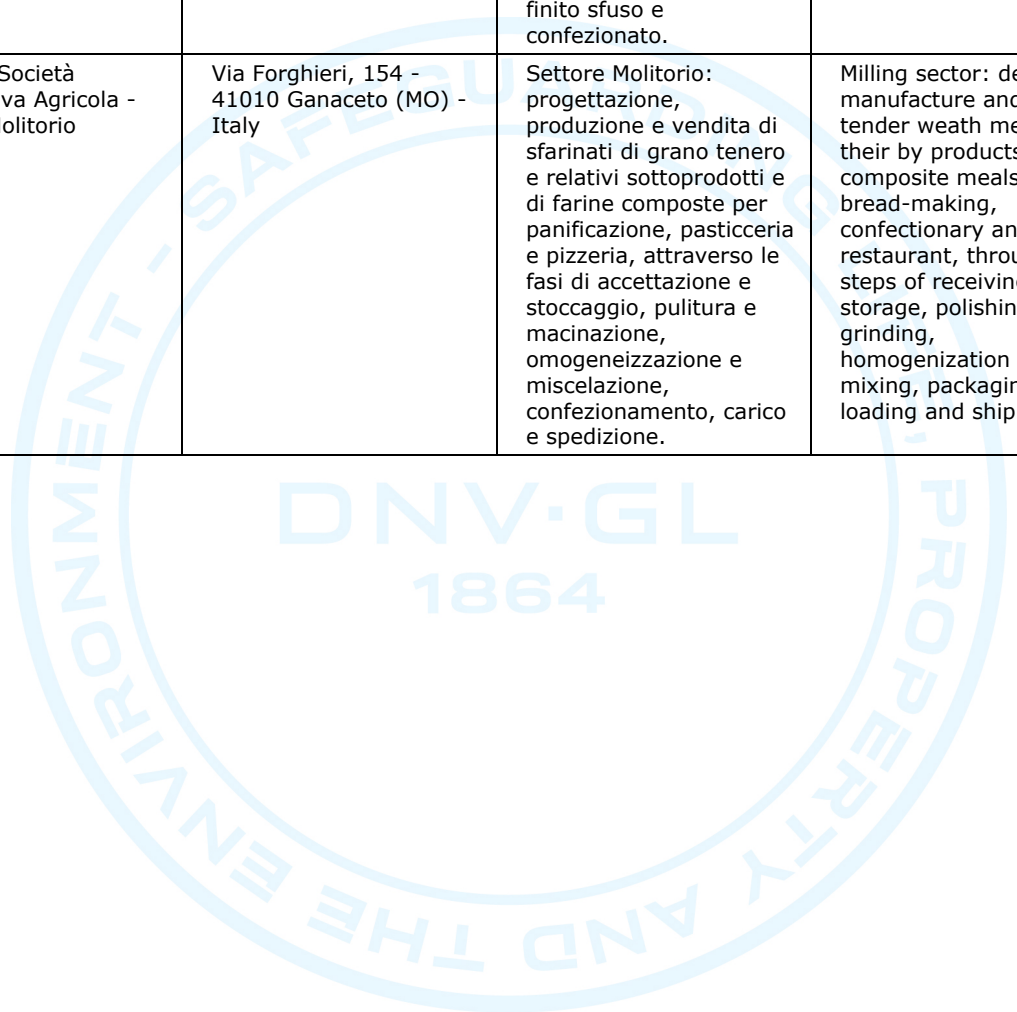 finito sfuso e
confezionato.
Società
va Agricola -
olitorio
Via Forghieri, 154 -
41010 Ganaceto (MO) -
Italy
Settore Molitorio:
progettazione,
produzione e vendita di
sfarinati di grano tenero
e relativi sottoprodotti e
di farine composte per
panificazione, pasticceria
e pizzeria, attraverso le
fasi di accettazione e
stoccaggio, pulitura e
macinazione,
omogeneizzazione e
miscelazione,
confezionamento, carico
e spedizione.
Milling sector: de
manufacture and
tender weath me
their by products
composite meals
bread-making,
confectionary an
restaurant, throu
steps of receiving
storage, polishin
grinding,
homogenization
mixing, packagin
loading and ship
SAFEGUARDING LIFE, PROPERTY AND THE ENVIRONMENT -
DNV·GL
1864